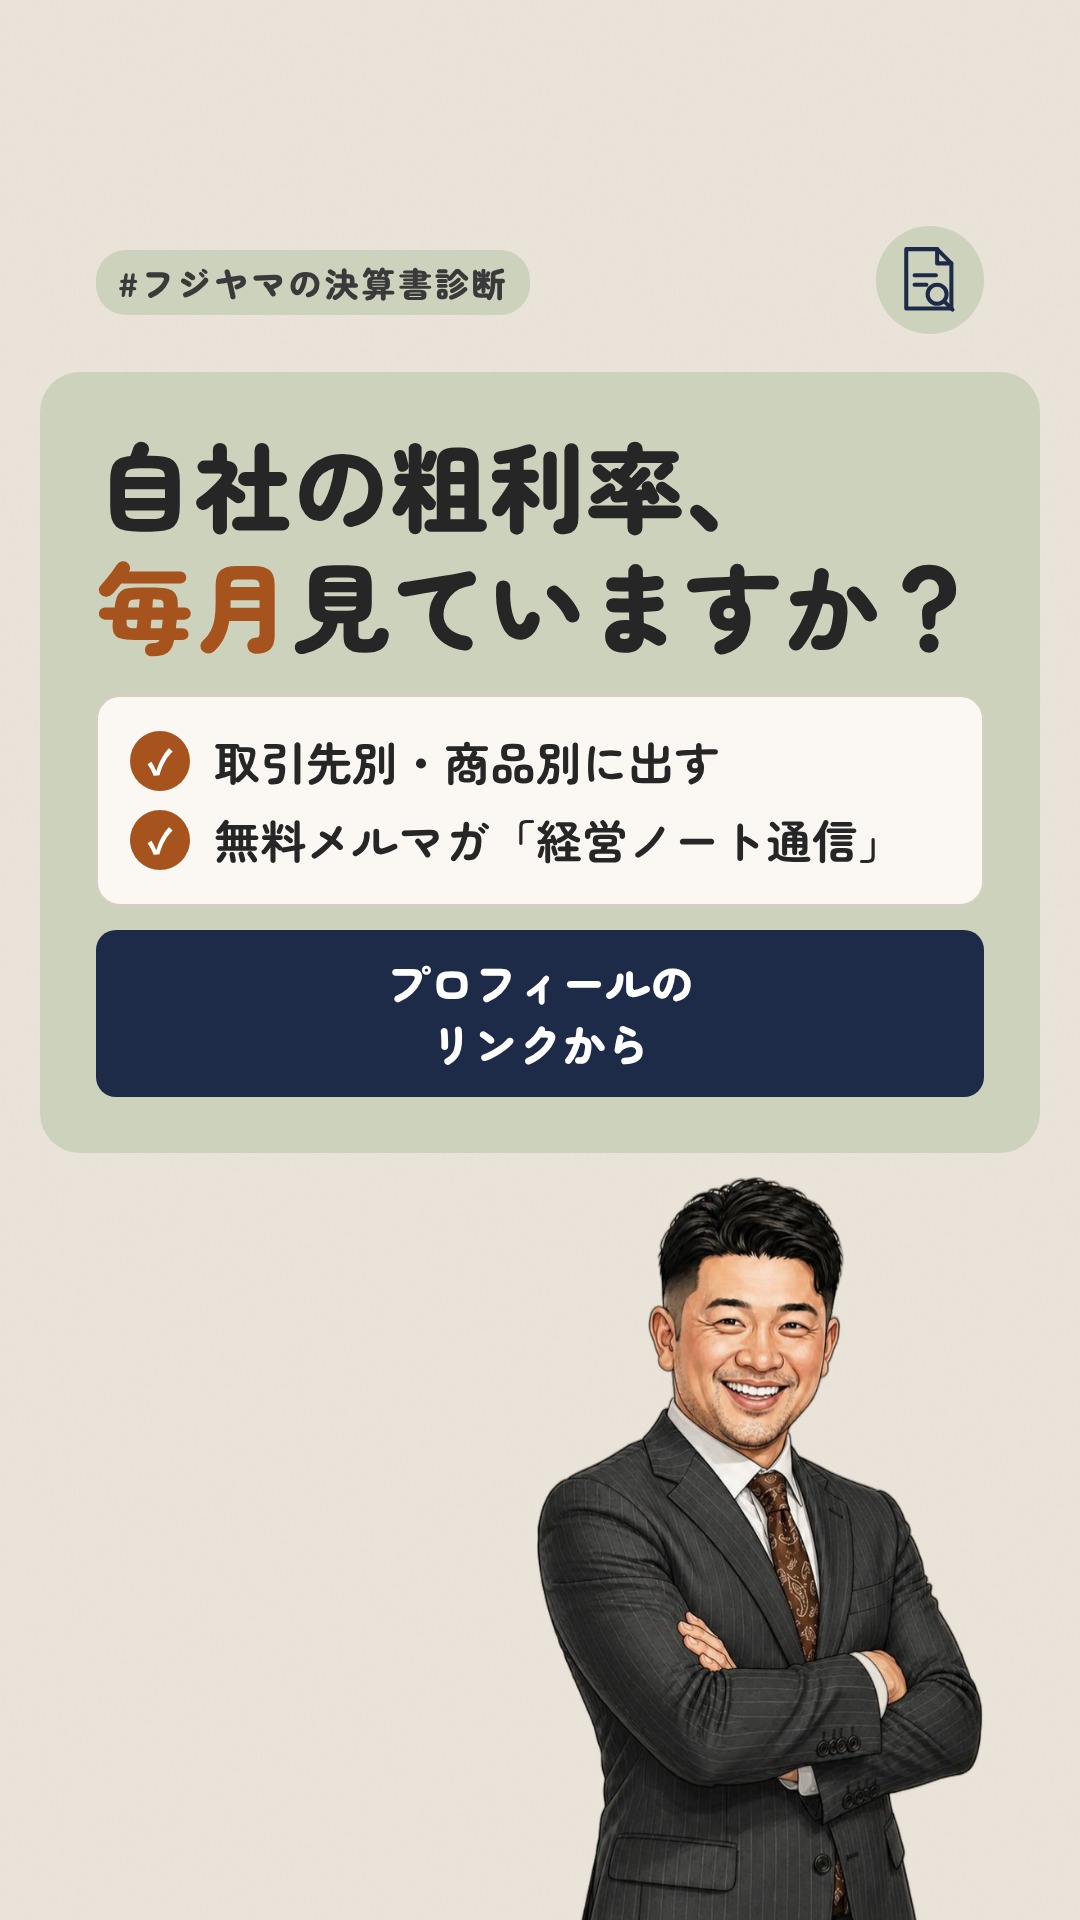 #フジヤマの決算書診断
自社の粗利率、
毎月見ていますか？
取引先別・商品別に出す
無料メルマガ「経営ノート通信」
プロフィールの
リンクから